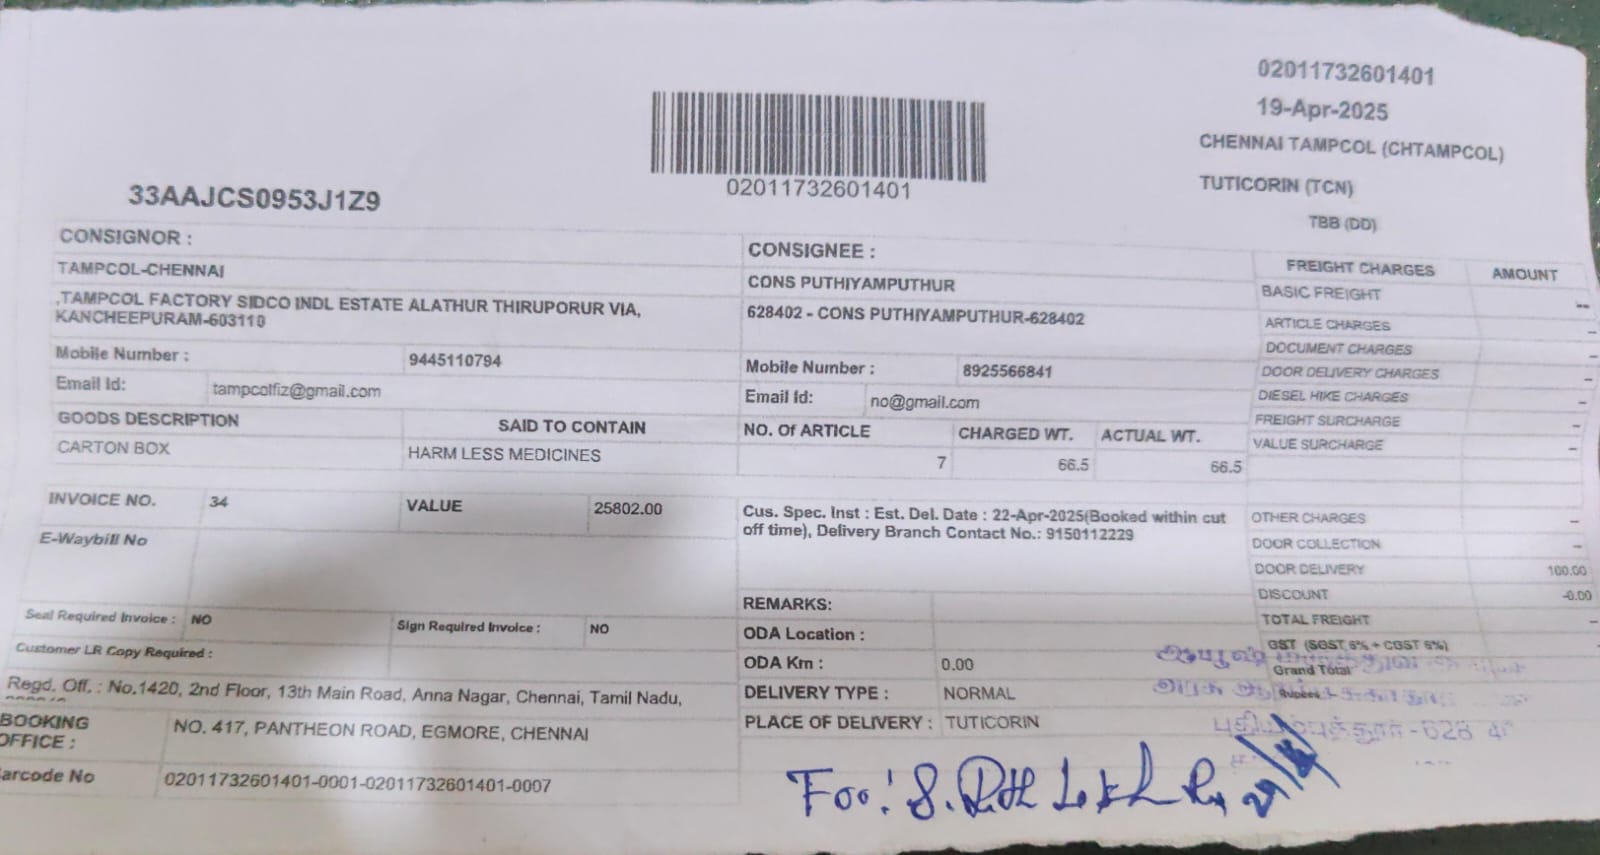 02011732601401
19-Apr-2025
CHENNAI TAMPCOL (CHTAMPCOL)
TUTICORIN (TCN)
TBB (DD)
02011732601401
33AAJCS0953J1Z9
CONSIGNOR :
TAMPCOL-CHENNAI
,TAMPCOL FACTORY SIDCO INDL ESTATE ALATHUR THIRUPORUR VIA,
KANCHEEPURAM-603110
Mobile Number : 9445110794
Email Id: tampcolfiz@gmail.com
GOODS DESCRIPTION SAID TO CONTAIN
CARTON BOX HARM LESS MEDICINES
INVOICE NO. 34 VALUE 25802.00
E-Waybill No
Seal Required Invoice : NO Sign Required Invoice : NO
Customer LR Copy Required :
Regd. Off. : No.1420, 2nd Floor, 13th Main Road, Anna Nagar, Chennai, Tamil Nadu,
BOOKING OFFICE : NO. 417, PANTHEON ROAD, EGMORE, CHENNAI
arcode No 02011732601401-0001-02011732601401-0007
CONSIGNEE :
CONS PUTHIYAMPUTHUR
628402 - CONS PUTHIYAMPUTHUR-628402
Mobile Number : 8925566841
Email Id: no@gmail.com
NO. Of ARTICLE CHARGED WT. ACTUAL WT.
7 66.5 66.5
Cus. Spec. Inst : Est. Del. Date : 22-Apr-2025(Booked within cut
off time), Delivery Branch Contact No.: 9150112229
REMARKS:
ODA Location :
ODA Km : 0.00
DELIVERY TYPE : NORMAL
PLACE OF DELIVERY : TUTICORIN
FREIGHT CHARGES AMOUNT
BASIC FREIGHT --
ARTICLE CHARGES -
DOCUMENT CHARGES -
DOOR DELIVERY CHARGES -
DIESEL HIKE CHARGES -
FREIGHT SURCHARGE -
VALUE SURCHARGE -
OTHER CHARGES -
DOOR COLLECTION -
DOOR DELIVERY 100.00
DISCOUNT -0.00
TOTAL FREIGHT -
GST (SGST 6% + CGST 6%)
Grand Total
Rupees
For: S.